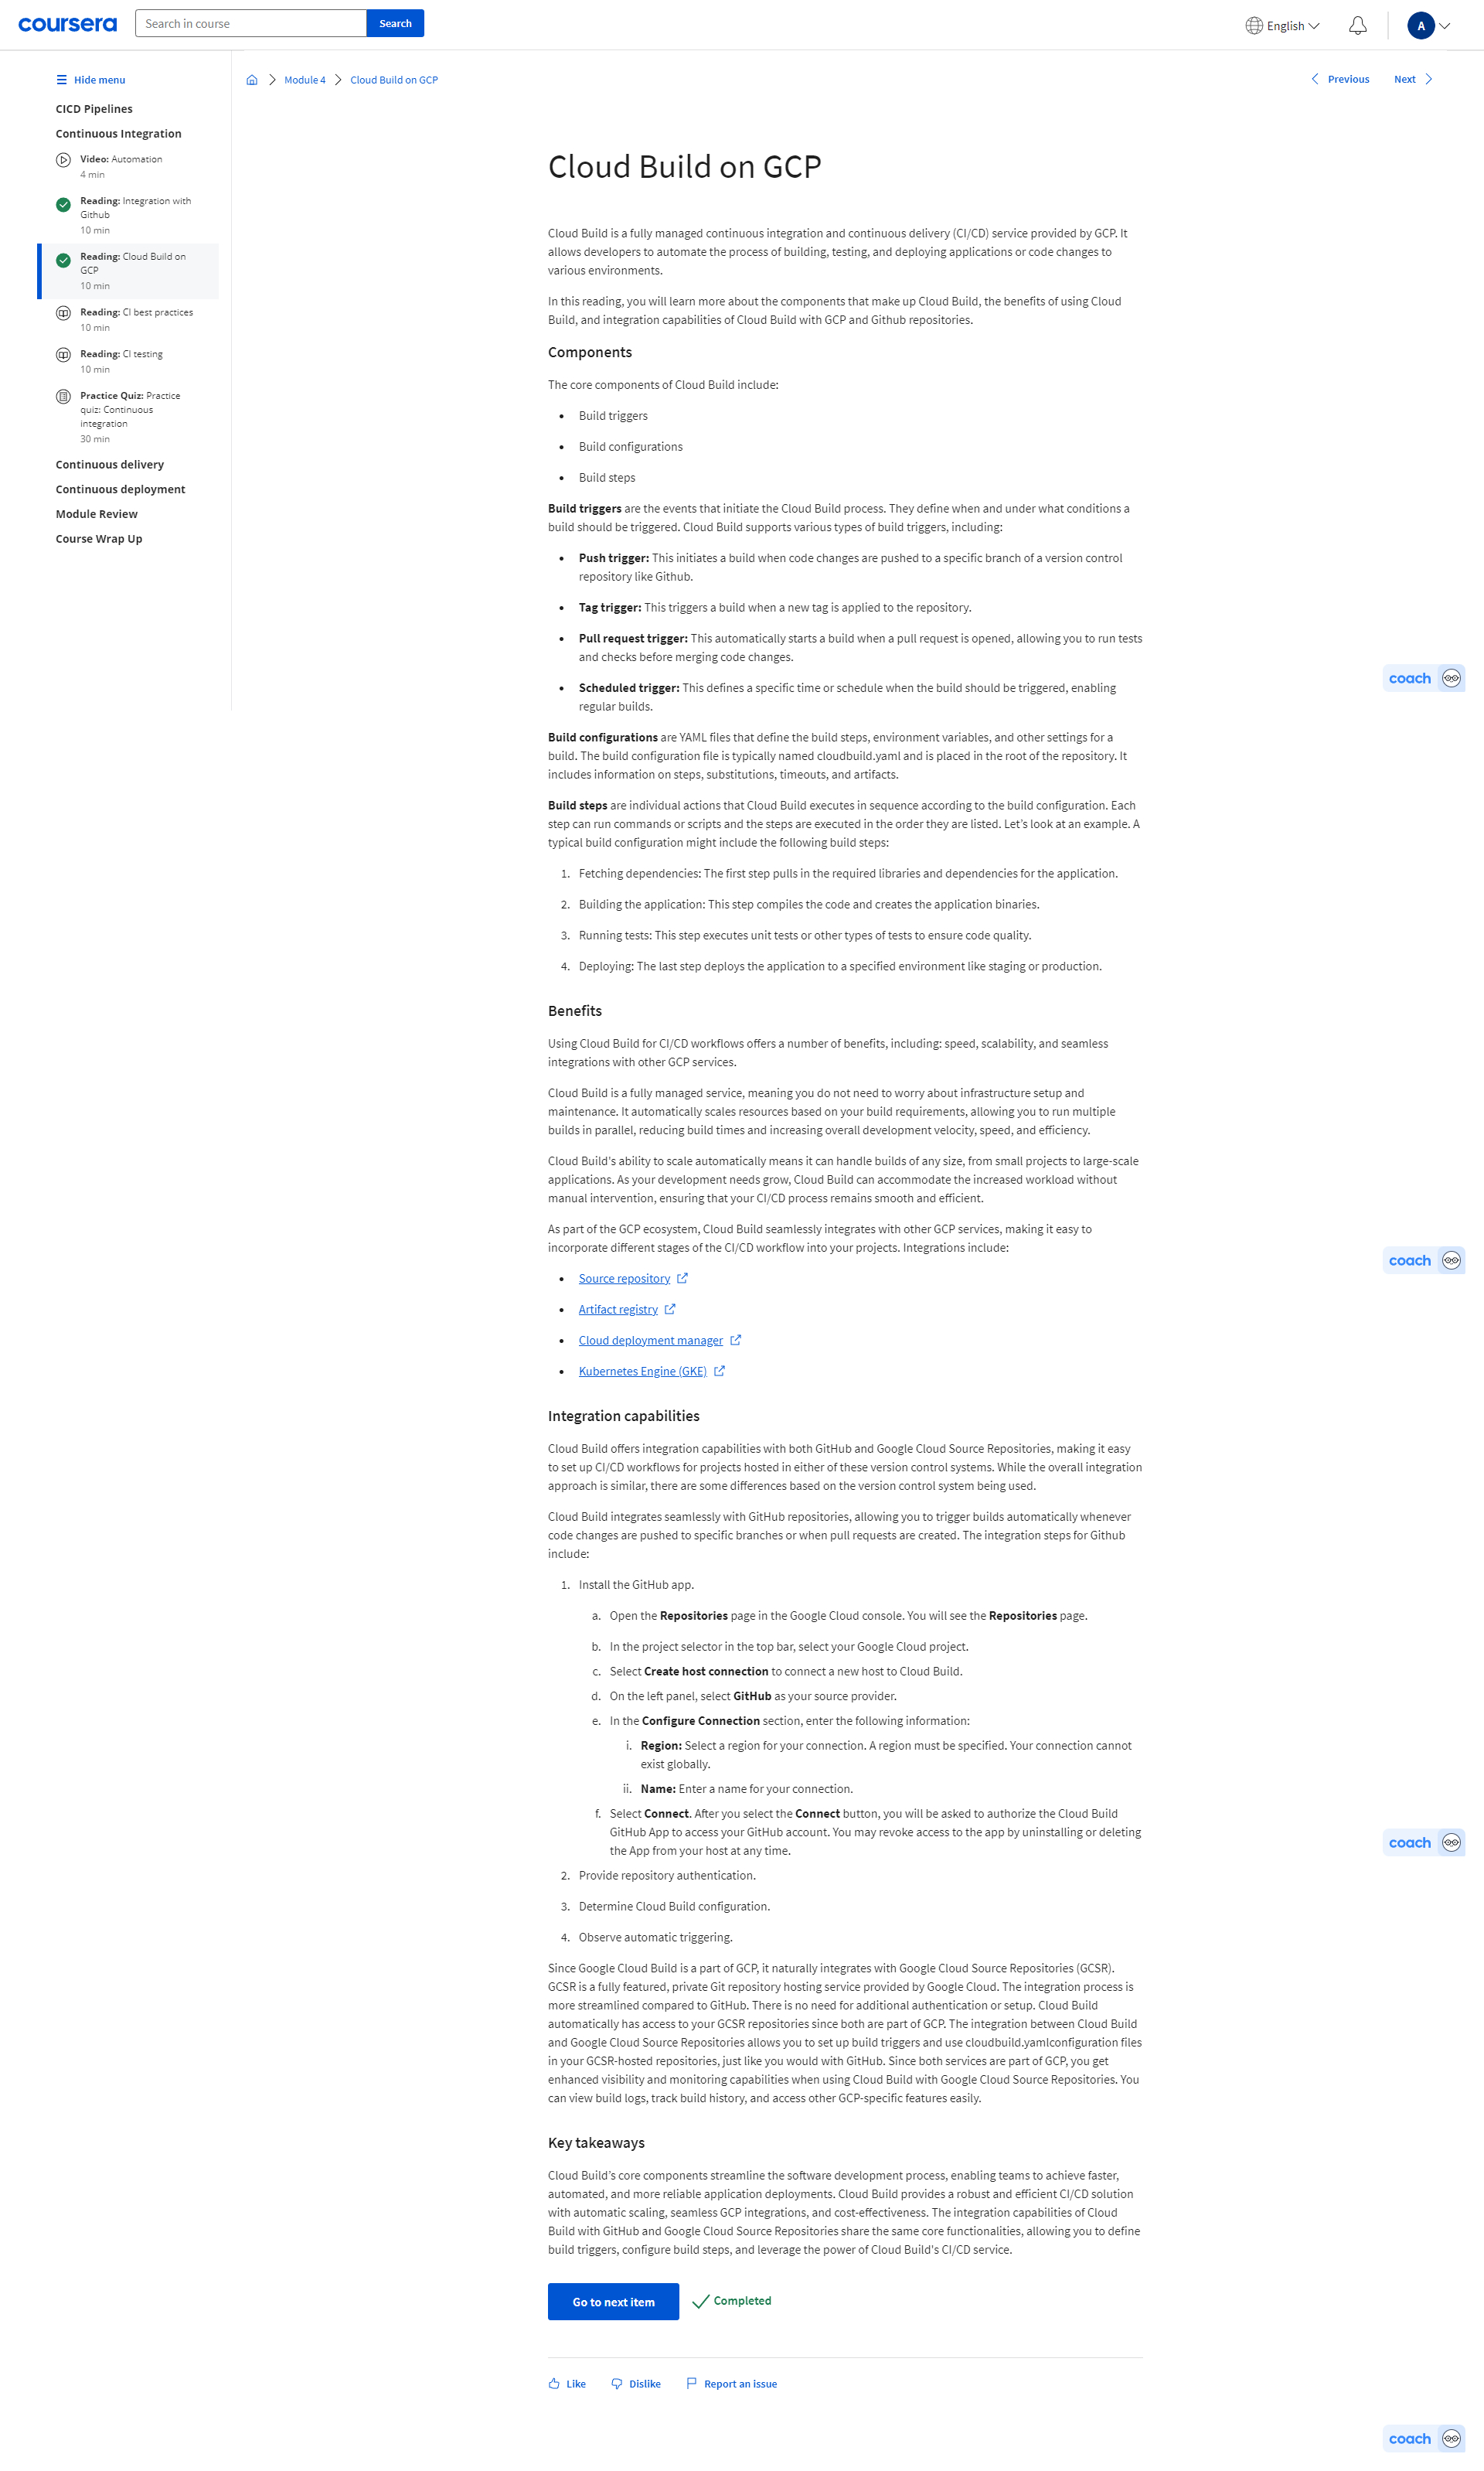 coursera
Search in course
Search
English
A
Hide menu
CICD Pipelines
Continuous Integration
Video: Automation
4 min
Reading: Integration with
Github
10 min
Reading: Cloud Build on
GCP
10 min
Reading: CI best practices
10 min
Reading: CI testing
10 min
Practice Quiz: Practice
quiz: Continuous
integration
30 min
Continuous delivery
Continuous deployment
Module Review
Course Wrap Up
Module 4
Cloud Build on GCP
Previous
Next
Cloud Build on GCP
Cloud Build is a fully managed continuous integration and continuous delivery (CI/CD) service provided by GCP. It
allows developers to automate the process of building, testing, and deploying applications or code changes to
various environments.
In this reading, you will learn more about the components that make up Cloud Build, the benefits of using Cloud
Build, and integration capabilities of Cloud Build with GCP and Github repositories.
Components
The core components of Cloud Build include:
• Build triggers
• Build configurations
• Build steps
Build triggers are the events that initiate the Cloud Build process. They define when and under what conditions a
build should be triggered. Cloud Build supports various types of build triggers, including:
• Push trigger: This initiates a build when code changes are pushed to a specific branch of a version control
repository like Github.
• Tag trigger: This triggers a build when a new tag is applied to the repository.
• Pull request trigger: This automatically starts a build when a pull request is opened, allowing you to run tests
and checks before merging code changes.
coach
• Scheduled trigger: This defines a specific time or schedule when the build should be triggered, enabling
regular builds.
Build configurations are YAML files that define the build steps, environment variables, and other settings for a
build. The build configuration file is typically named cloudbuild.yaml and is placed in the root of the repository. It
includes information on steps, substitutions, timeouts, and artifacts.
Build steps are individual actions that Cloud Build executes in sequence according to the build configuration. Each
step can run commands or scripts and the steps are executed in the order they are listed. Let's look at an example. A
typical build configuration might include the following build steps:
1. Fetching dependencies: The first step pulls in the required libraries and dependencies for the application.
2. Building the application: This step compiles the code and creates the application binaries.
3. Running tests: This step executes unit tests or other types of tests to ensure code quality.
4. Deploying: The last step deploys the application to a specified environment like staging or production.
Benefits
Using Cloud Build for CI/CD workflows offers a number of benefits, including: speed, scalability, and seamless
integrations with other GCP services.
Cloud Build is a fully managed service, meaning you do not need to worry about infrastructure setup and
maintenance. It automatically scales resources based on your build requirements, allowing you to run multiple
builds in parallel, reducing build times and increasing overall development velocity, speed, and efficiency.
Cloud Build's ability to scale automatically means it can handle builds of any size, from small projects to large-scale
applications. As your development needs grow, Cloud Build can accommodate the increased workload without
manual intervention, ensuring that your CI/CD process remains smooth and efficient.
As part of the GCP ecosystem, Cloud Build seamlessly integrates with other GCP services, making it easy to
incorporate different stages of the CI/CD workflow into your projects. Integrations include:
coach
• Source repository
• Artifact registry
• Cloud deployment manager
• Kubernetes Engine (GKE)
Integration capabilities
Cloud Build offers integration capabilities with both GitHub and Google Cloud Source Repositories, making it easy
to set up CI/CD workflows for projects hosted in either of these version control systems. While the overall integration
approach is similar, there are some differences based on the version control system being used.
Cloud Build integrates seamlessly with GitHub repositories, allowing you to trigger builds automatically whenever
code changes are pushed to specific branches or when pull requests are created. The integration steps for Github
include:
1. Install the GitHub app.
a. Open the Repositories page in the Google Cloud console. You will see the Repositories page.
b. In the project selector in the top bar, select your Google Cloud project.
c. Select Create host connection to connect a new host to Cloud Build.
d. On the left panel, select GitHub as your source provider.
e. In the Configure Connection section, enter the following information:
i. Region: Select a region for your connection. A region must be specified. Your connection cannot
exist globally.
ii. Name: Enter a name for your connection.
f. Select Connect. After you select the Connect button, you will be asked to authorize the Cloud Build
GitHub App to access your GitHub account. You may revoke access to the app by uninstalling or deleting
the App from your host at any time.
coach
2. Provide repository authentication.
3. Determine Cloud Build configuration.
4. Observe automatic triggering.
Since Google Cloud Build is a part of GCP, it naturally integrates with Google Cloud Source Repositories (GCSR).
GCSR is a fully featured, private Git repository hosting service provided by Google Cloud. The integration process is
more streamlined compared to GitHub. There is no need for additional authentication or setup. Cloud Build
automatically has access to your GCSR repositories since both are part of GCP. The integration between Cloud Build
and Google Cloud Source Repositories allows you to set up build triggers and use cloudbuild.yamlconfiguration files
in your GCSR-hosted repositories, just like you would with GitHub. Since both services are part of GCP, you get
enhanced visibility and monitoring capabilities when using Cloud Build with Google Cloud Source Repositories. You
can view build logs, track build history, and access other GCP-specific features easily.
Key takeaways
Cloud Build's core components streamline the software development process, enabling teams to achieve faster,
automated, and more reliable application deployments. Cloud Build provides a robust and efficient CI/CD solution
with automatic scaling, seamless GCP integrations, and cost-effectiveness. The integration capabilities of Cloud
Build with GitHub and Google Cloud Source Repositories share the same core functionalities, allowing you to define
build triggers, configure build steps, and leverage the power of Cloud Build's CI/CD service.
Go to next item
Completed
Like
Dislike
Report an issue
coach